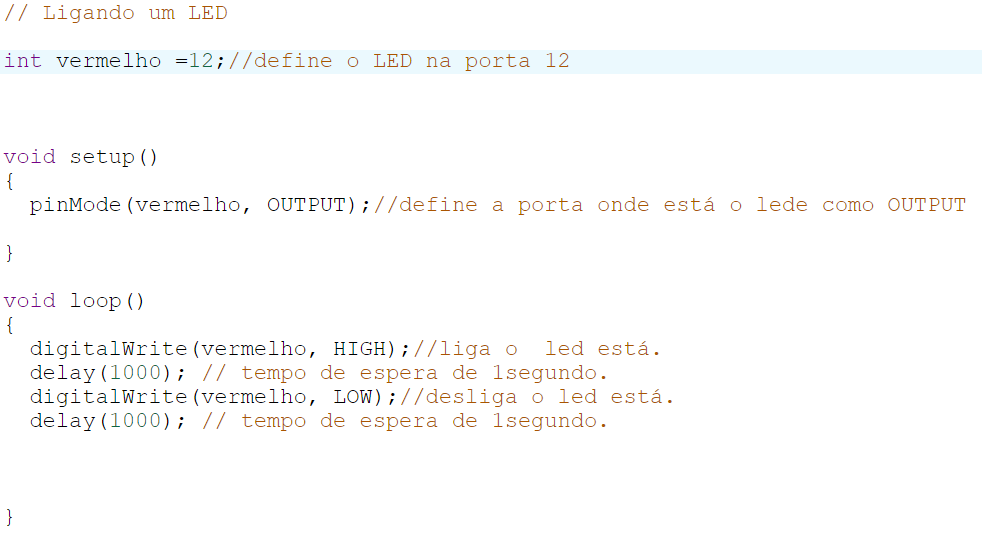 // Ligando um LED
int vermelho =12;//define o LED na porta 12
void setup()
{
pinMode(vermelho, OUTPUT);//define a porta onde está o lede como OUTPUT
}
void loop()
{
digitalWrite(vermelho, HIGH);//liga o  led está.
delay(1000); // tempo de espera de 1segundo.
digitalWrite(vermelho, LOW);//desliga o led está.
delay(1000); // tempo de espera de 1segundo.
}